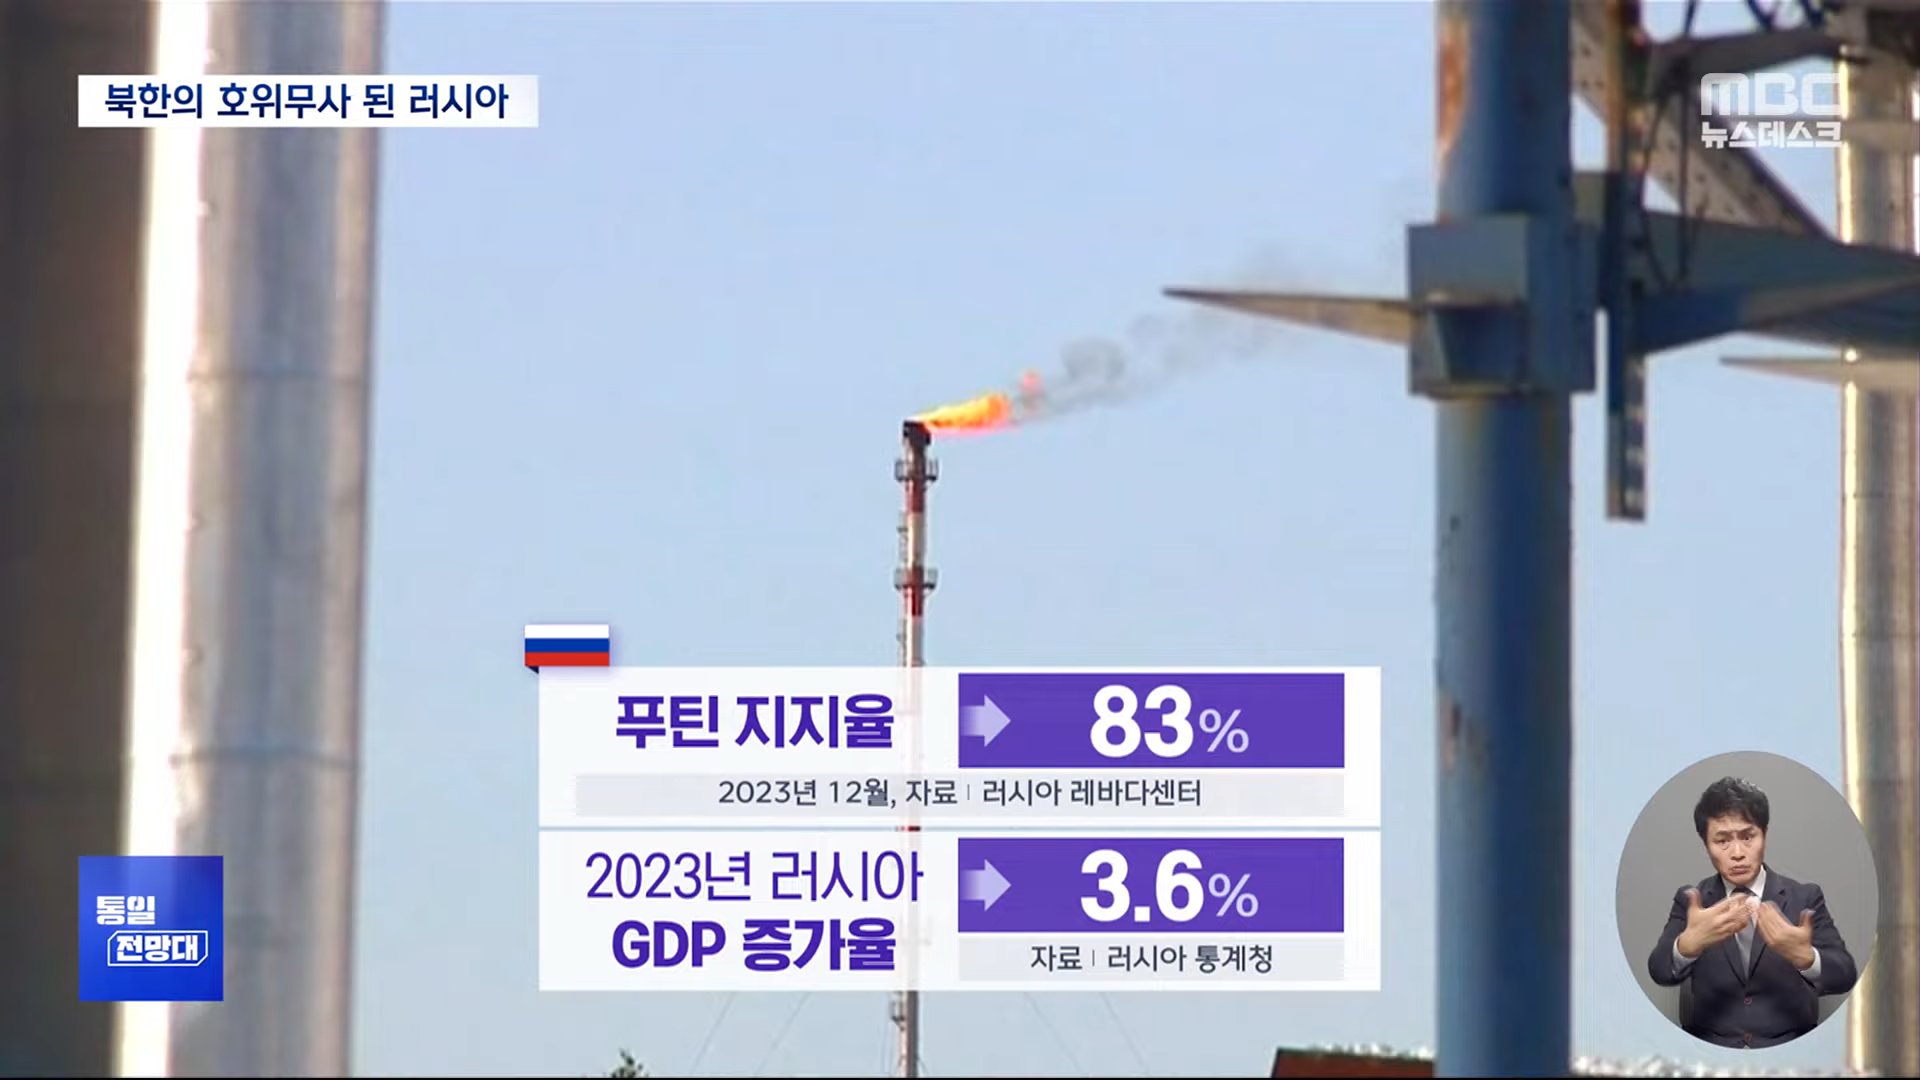 북한의 호위무사 된 러시아
MBC
뉴스데스크
푸틴 지지율
83%
2023년 12월, 자료 | 러시아 레바다센터
2023년 러시아
GDP 증가율
3.6%
자료 | 러시아 통계청
통일
전망대